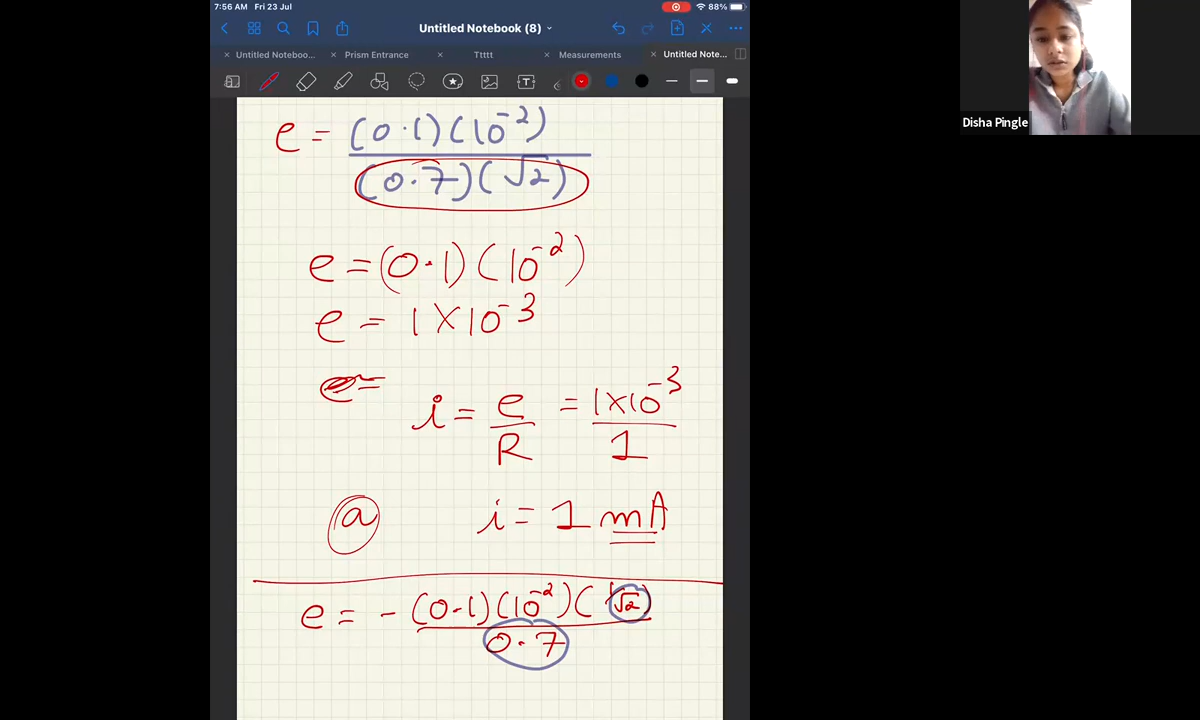 7:56 AM Fri 23 Jul
88%
Untitled Notebook (8)
Untitled Noteboo...
Prism Entrance
Ttttt
Measurements
Untitled Note...
T
Disha Pingle
e = (0.1)(10⁻²)
(0.7)(√2)
e = (0.1)(10⁻²)
e = 1 × 10⁻³
i = e/R = 1×10⁻³/1
a i = 1 mA
e = - (0.1)(10⁻²)(√2)
0.7